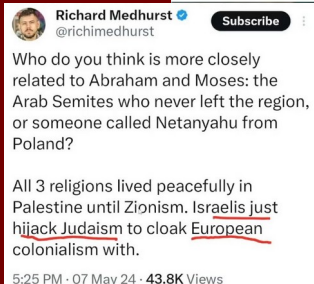 Richard Medhurst
@richimedhurst
Subscribe
Who do you think is more closely
related to Abraham and Moses: the
Arab Semites who never left the region,
or someone called Netanyahu from
Poland?
All 3 religions lived peacefully in
Palestine until Zionism. Israelis just
hijack Judaism to cloak European
colonialism with.
5:25 PM · 07 May 24 · 43.8K Views